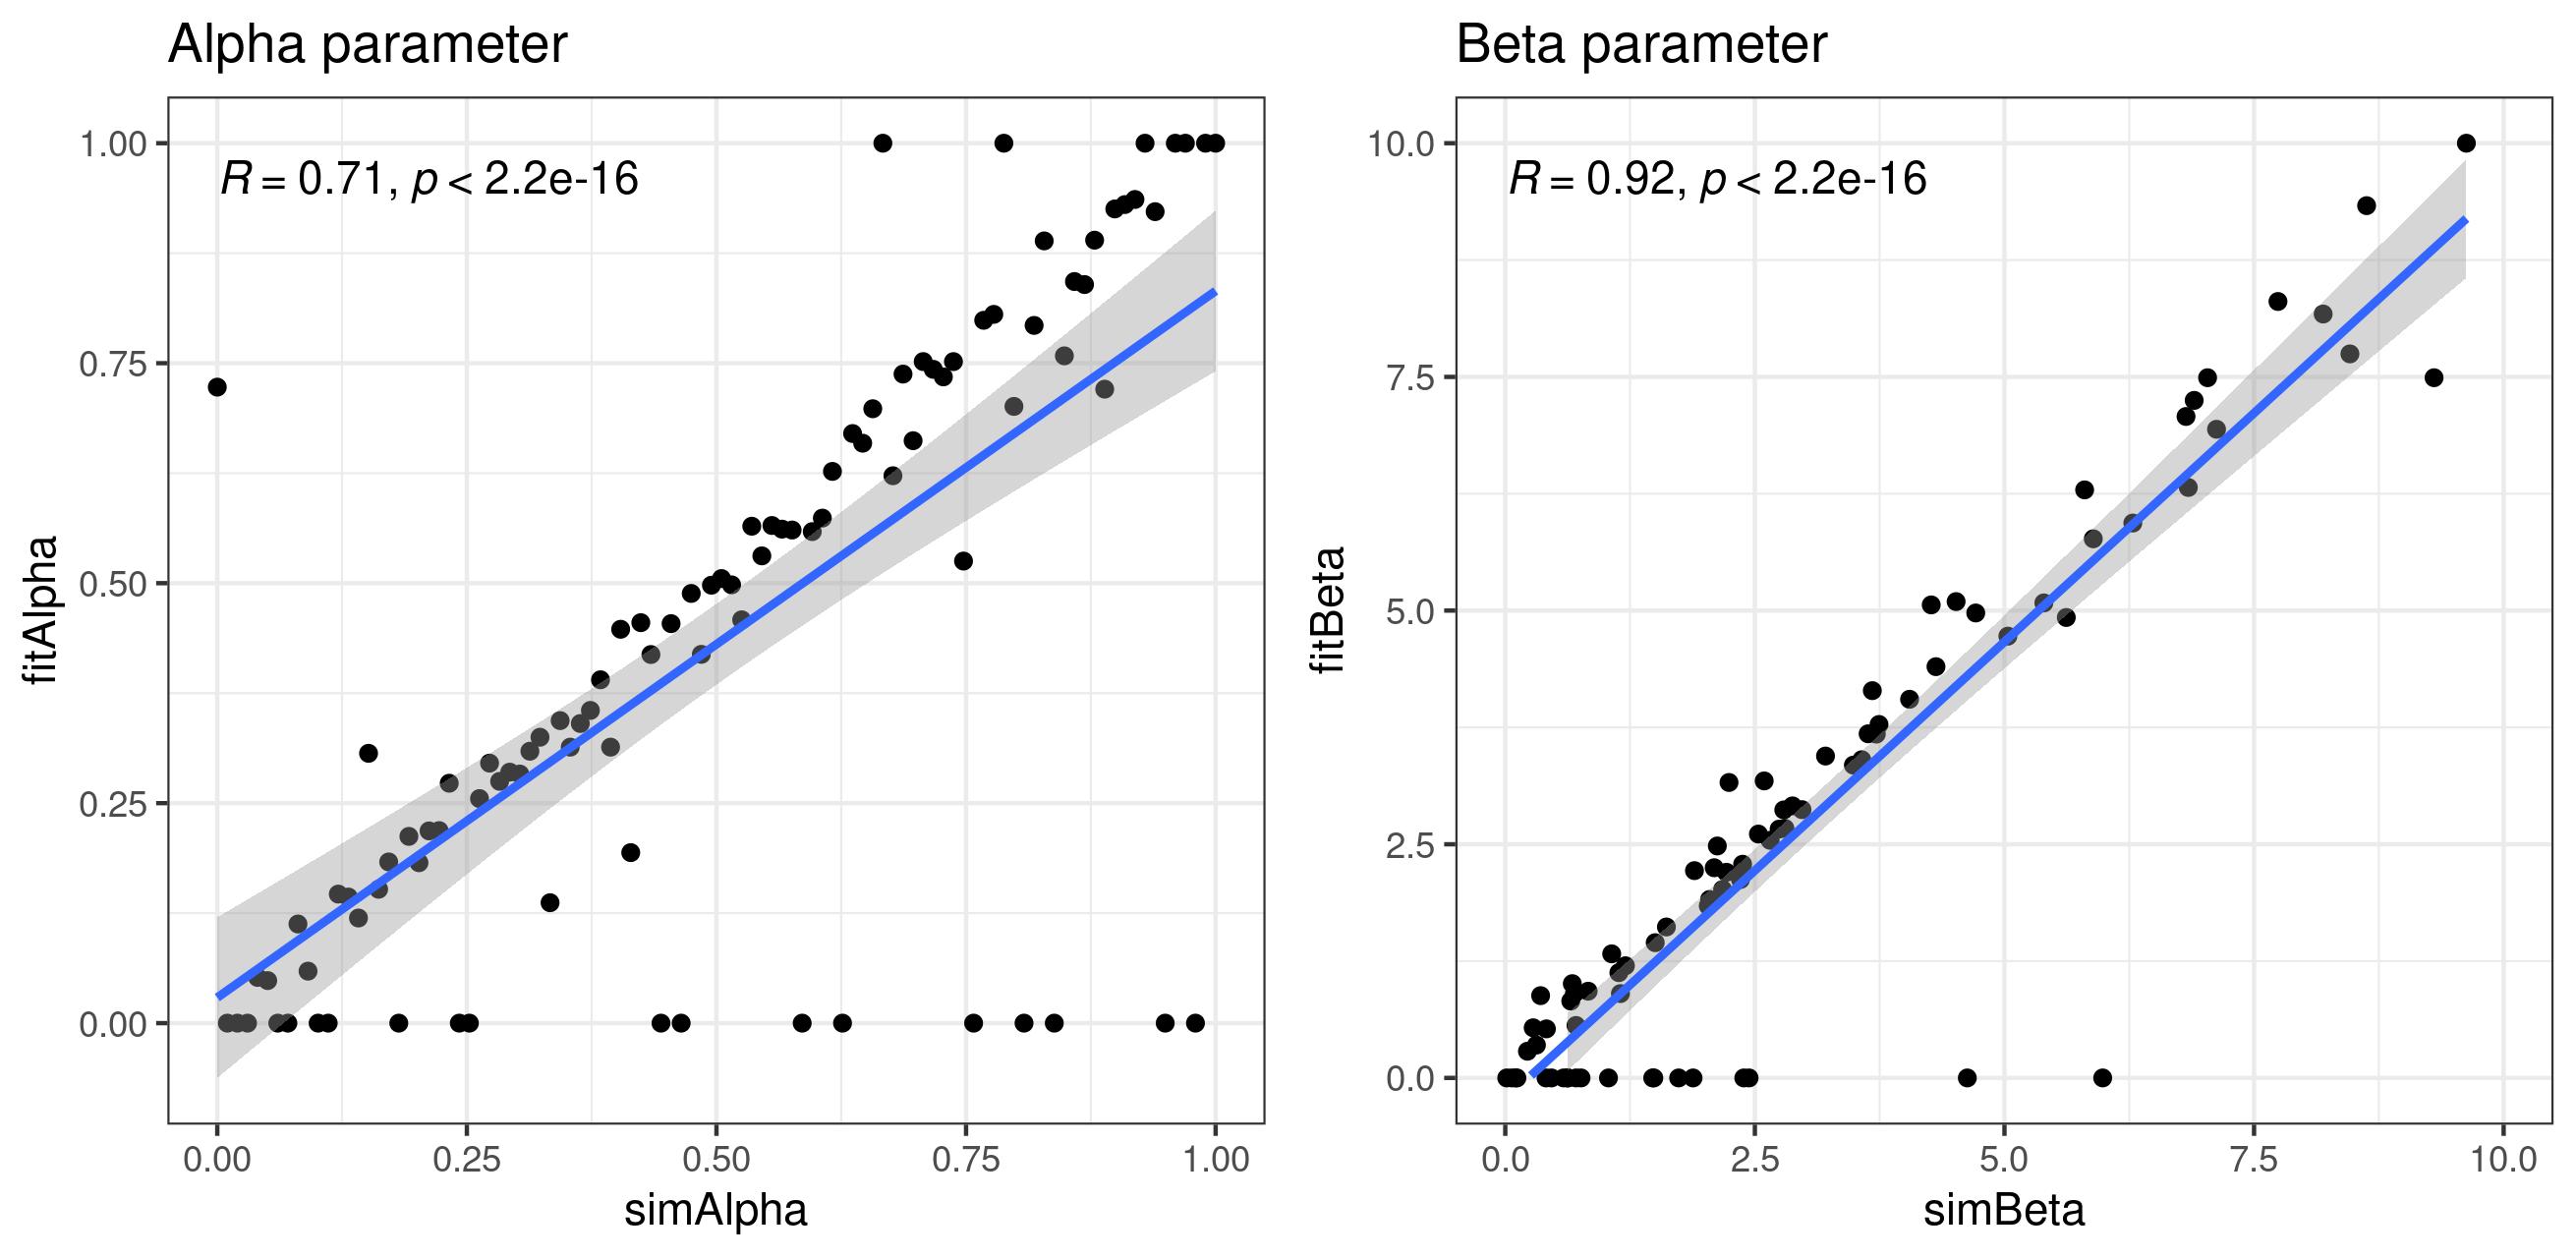 Alpha parameter
R = 0.71, p < 2.2e-16
1.00
0.75
0.50
0.25
0.00
fitAlpha
0.00 0.25 0.50 0.75 1.00
simAlpha
Beta parameter
R = 0.92, p < 2.2e-16
10.0
7.5
5.0
2.5
0.0
fitBeta
0.0 2.5 5.0 7.5 10.0
simBeta